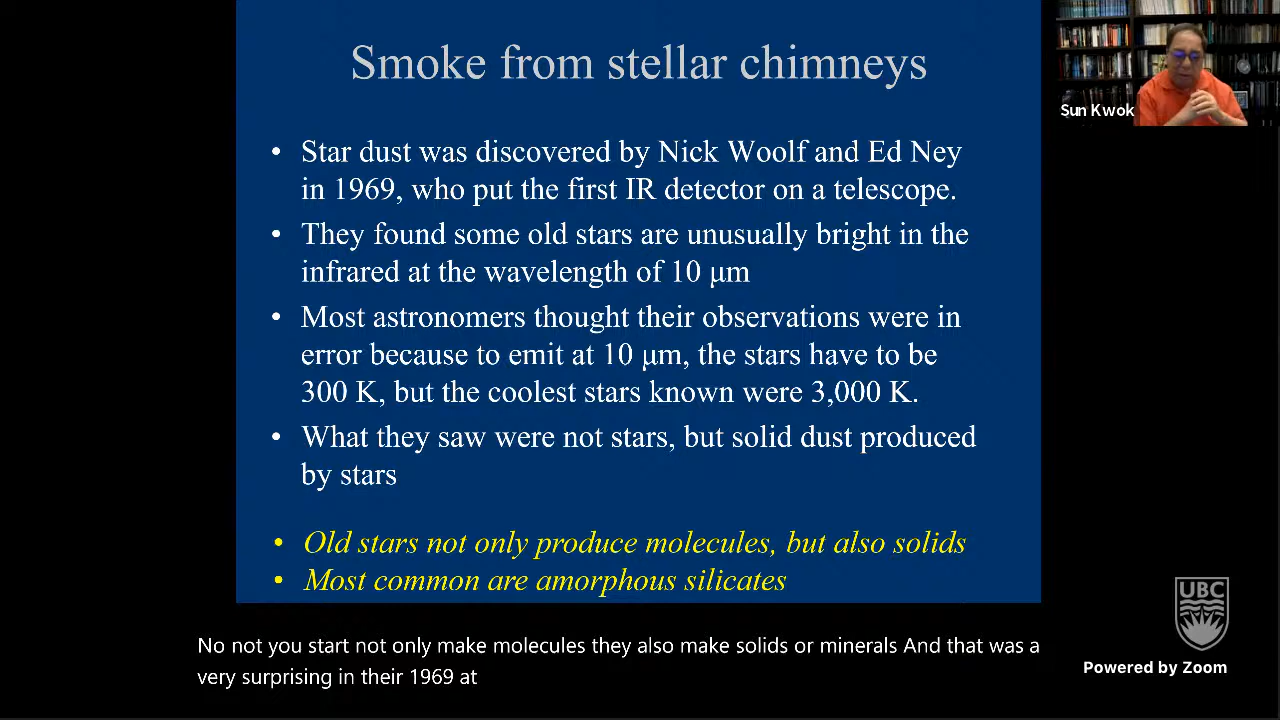 Smoke from stellar chimneys
• Star dust was discovered by Nick Woolf and Ed Ney
in 1969, who put the first IR detector on a telescope.
• They found some old stars are unusually bright in the
infrared at the wavelength of 10 μm
• Most astronomers thought their observations were in
error because to emit at 10 μm, the stars have to be
300 K, but the coolest stars known were 3,000 K.
• What they saw were not stars, but solid dust produced
by stars
• Old stars not only produce molecules, but also solids
• Most common are amorphous silicates
Sun Kwok
No not you start not only make molecules they also make solids or minerals And that was a
very surprising in their 1969 at
UBC
Powered by Zoom